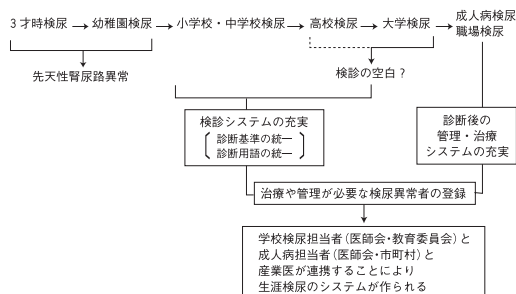 3才時検尿 → 幼稚園検尿 → 小学校・中学校検尿 → 高校検尿 → 大学検尿 → 成人病検尿
職場検尿
先天性腎尿路異常
検診の空白？
検診システムの充実
診断基準の統一
診断用語の統一
診断後の
管理・治療
システムの充実
治療や管理が必要な検尿異常者の登録
学校検尿担当者（医師会・教育委員会）と
成人病担当者（医師会・市町村）と
産業医が連携することにより
生涯検尿のシステムが作られる